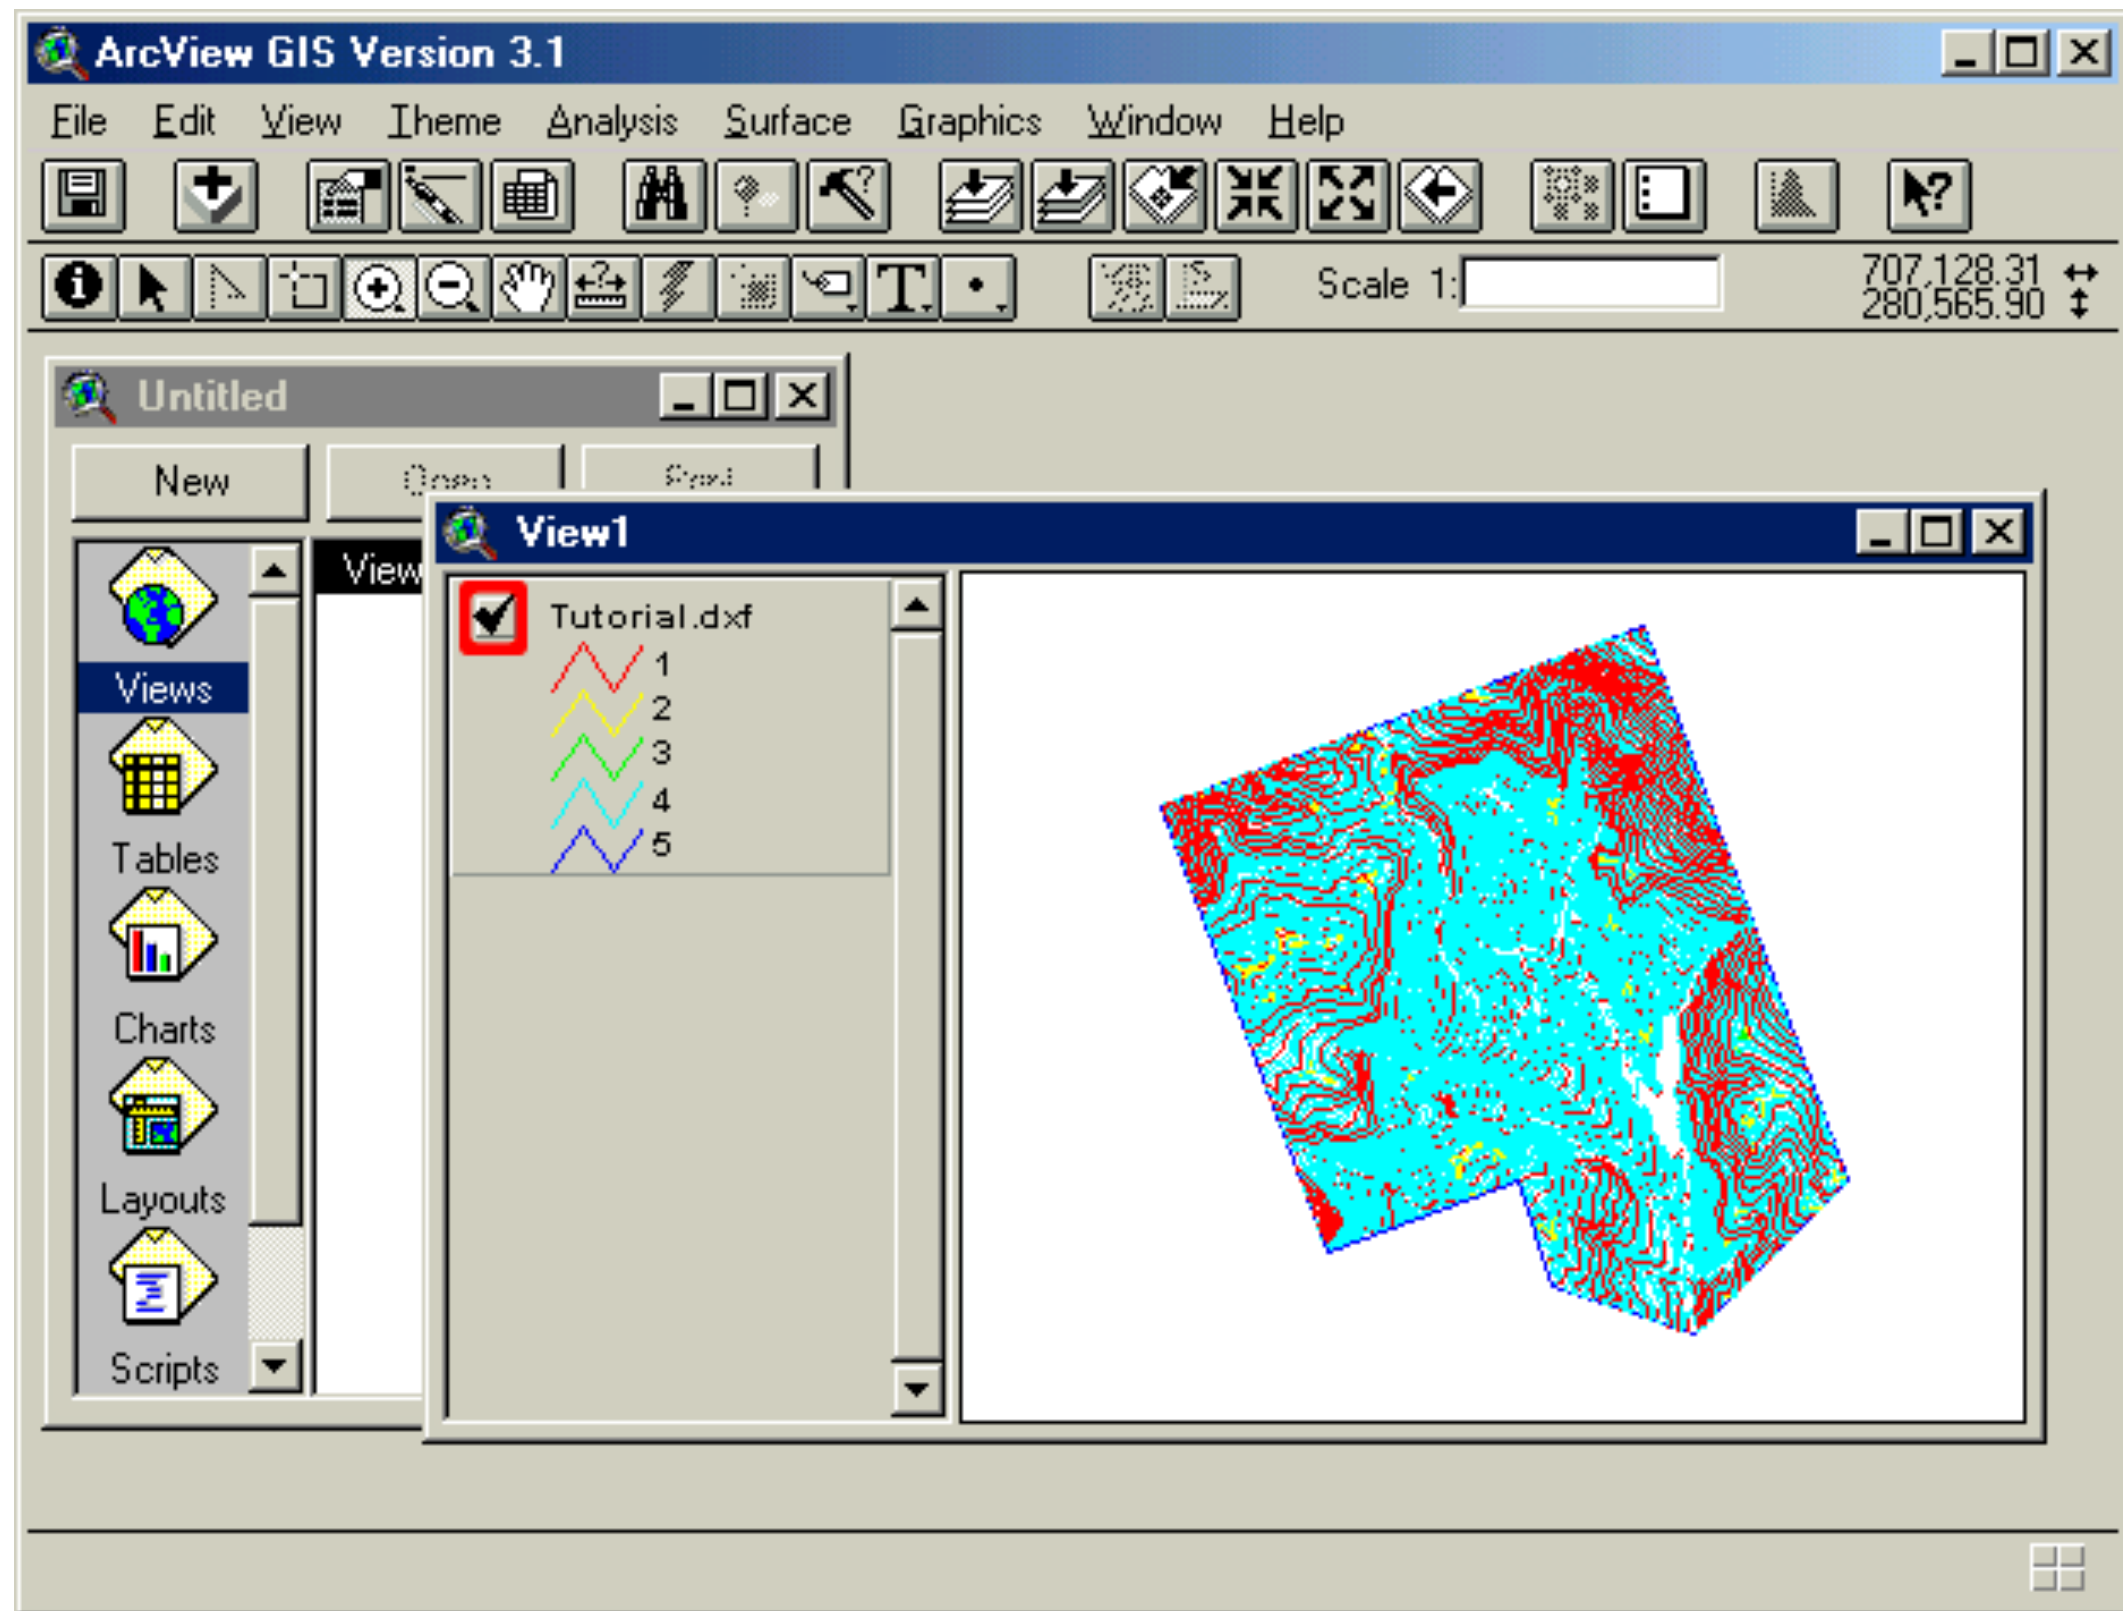 ArcView GIS Version 3.1
File Edit View Theme Analysis Surface Graphics Window Help
Scale 1:
707,128.31
280,565.90
Untitled
New Open Print
View
Views
Tables
Charts
Layouts
Scripts
View1
Tutorial.dxf
1
2
3
4
5